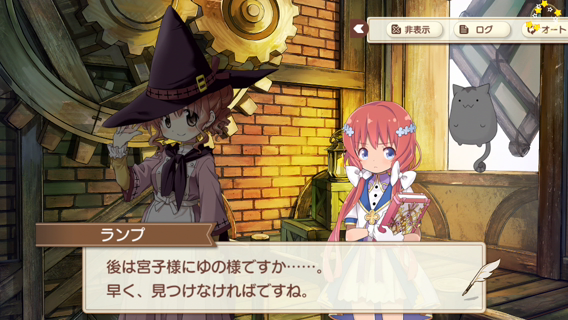 非表示
ログ
オート
ランプ
後は宮子様にゆの様ですか……。
早く、見つけなければですね。